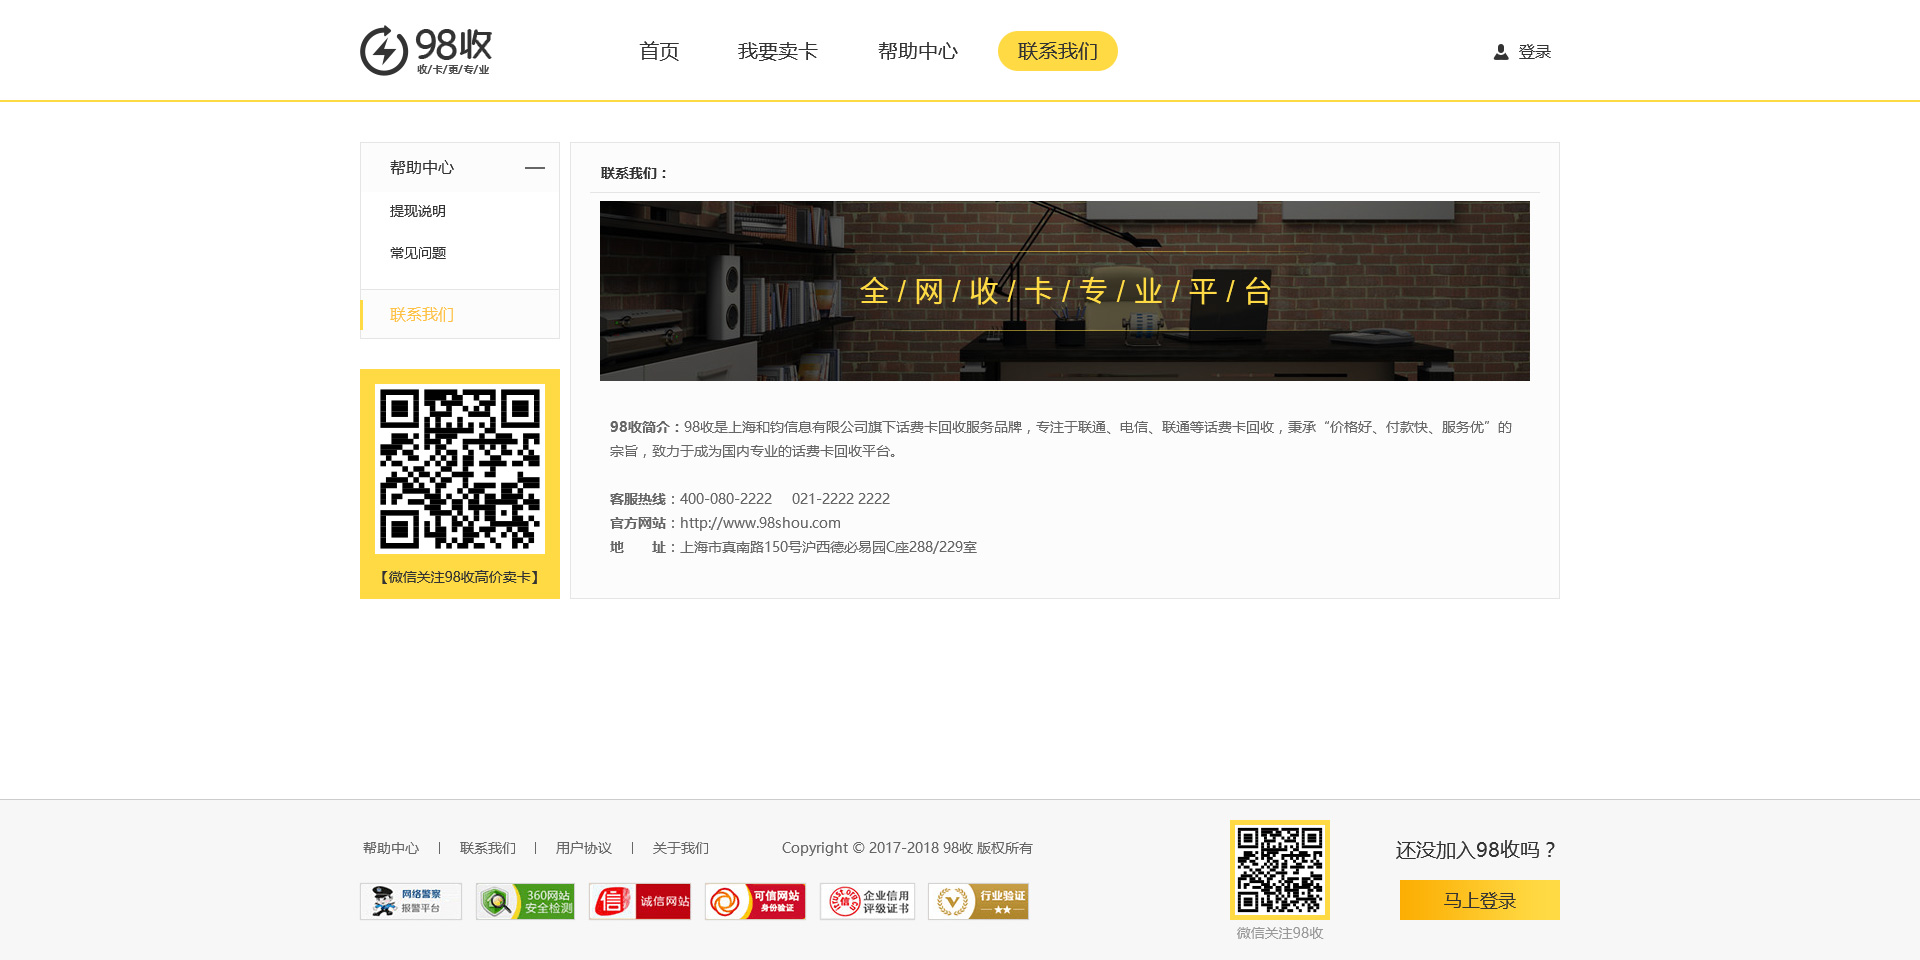 98收
收/卡/更/专/业
首页
我要卖卡
帮助中心
联系我们
登录
帮助中心
提现说明
常见问题
联系我们
【微信关注98收高价卖卡】
联系我们：
全/网/收/卡/专/业/平/台
98收简介：98收是上海和钧信息有限公司旗下话费卡回收服务品牌，专注于联通、电信、联通等话费卡回收，秉承“价格好、付款快、服务优”的
宗旨，致力于成为国内专业的话费卡回收平台。
客服热线：400-080-2222 021-2222 2222
官方网站：http://www.98shou.com
地 址：上海市真南路150号沪西德必易园C座288/229室
帮助中心 | 联系我们 | 用户协议 | 关于我们
Copyright © 2017-2018 98收 版权所有
网络警察
报警平台
360网站
安全检测
信
诚信网站
可信网站
身份验证
信
企业信用
评级证书
行业验证
微信关注98收
还没加入98收吗？
马上登录